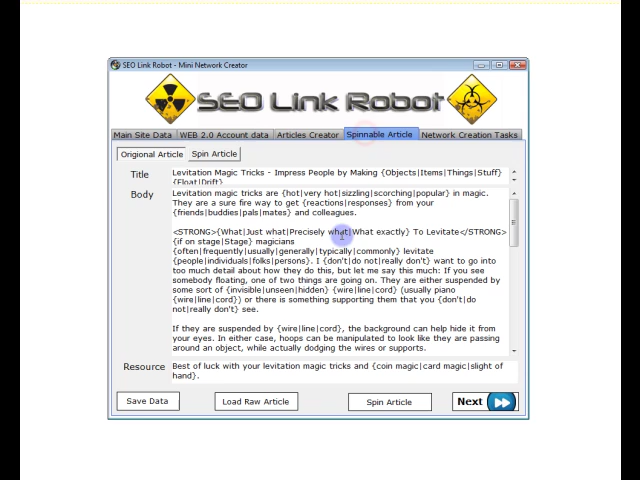 SEO Link Robot - Mini Network Creator
SEO Link Robot
Main Site Data WEB 2.0 Account data Articles Creator Spinnable Article Network Creation Tasks
Origional Article Spin Article
Title Levitation Magic Tricks - Impress People by Making {Objects|Items|Things|Stuff}
{Float|Drift}
Body Levitation magic tricks are {hot|very hot|sizzling|scorching|popular} in magic.
They are a sure fire way to get {reactions|responses} from your
{friends|buddies|pals|mates} and colleagues.
<STRONG>{What|Just what|Precisely what|What exactly} To Levitate</STRONG>
{if on stage|Stage} magicians
{often|frequently|usually|generally|typically|commonly} levitate
{people|individuals|folks|persons}. I {don't|do not|really don't} want to go into
too much detail about how they do this, but let me say this much: If you see
somebody floating, one of two things are going on. They are either suspended by
some sort of {invisible|unseen|hidden} {wire|line|cord} (usually piano
{wire|line|cord}) or there is something supporting them that you {don't|do
not|really don't} see.
If they are suspended by {wire|line|cord}, the background can help hide it from
your eyes. In either case, hoops can be manipulated to look like they are passing
around an object, while actually dodging the wires or supports.
Resource Best of luck with your levitation magic tricks and {coin magic|card magic|slight of
hand}.
Save Data Load Raw Article Spin Article Next